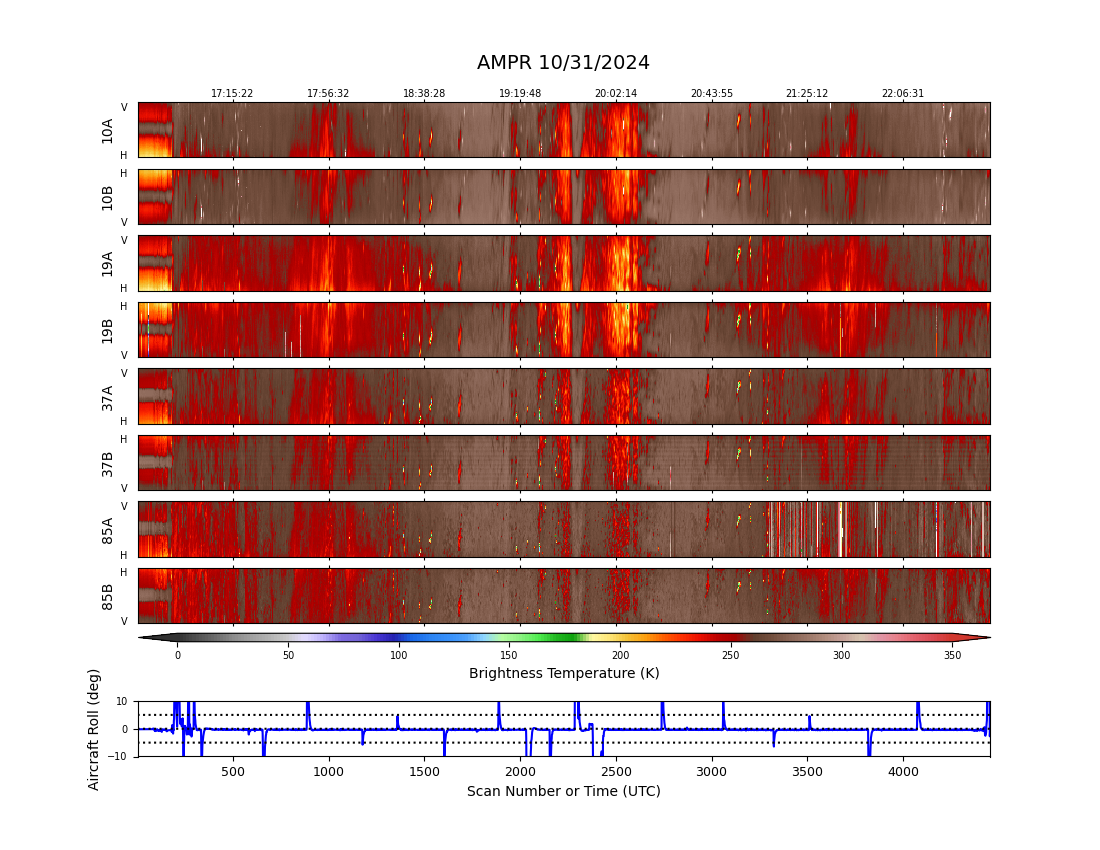 AMPR 10/31/2024
17:15:22 17:56:32 18:38:28 19:19:48 20:02:14 20:43:55 21:25:12 22:06:31
V
10A
H
H
10B
V
V
19A
H
H
19B
V
V
37A
H
H
37B
V
V
85A
H
H
85B
V
0 50 100 150 200 250 300 350
Brightness Temperature (K)
Aircraft Roll (deg)
10
0
−10
500 1000 1500 2000 2500 3000 3500 4000
Scan Number or Time (UTC)